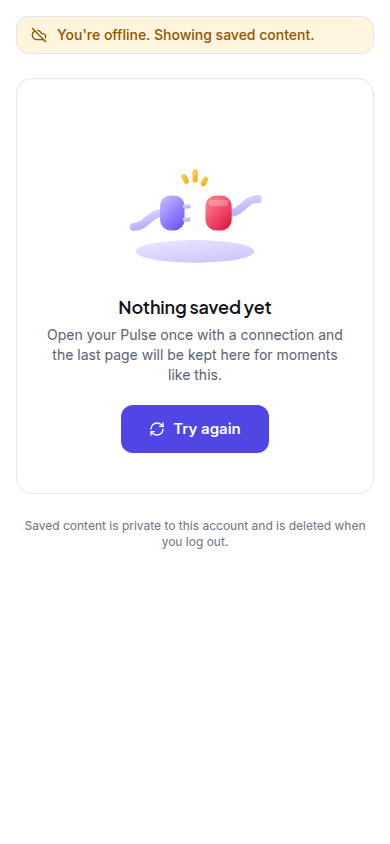 You're offline. Showing saved content.
Nothing saved yet
Open your Pulse once with a connection and
the last page will be kept here for moments
like this.
Try again
Saved content is private to this account and is deleted when
you log out.